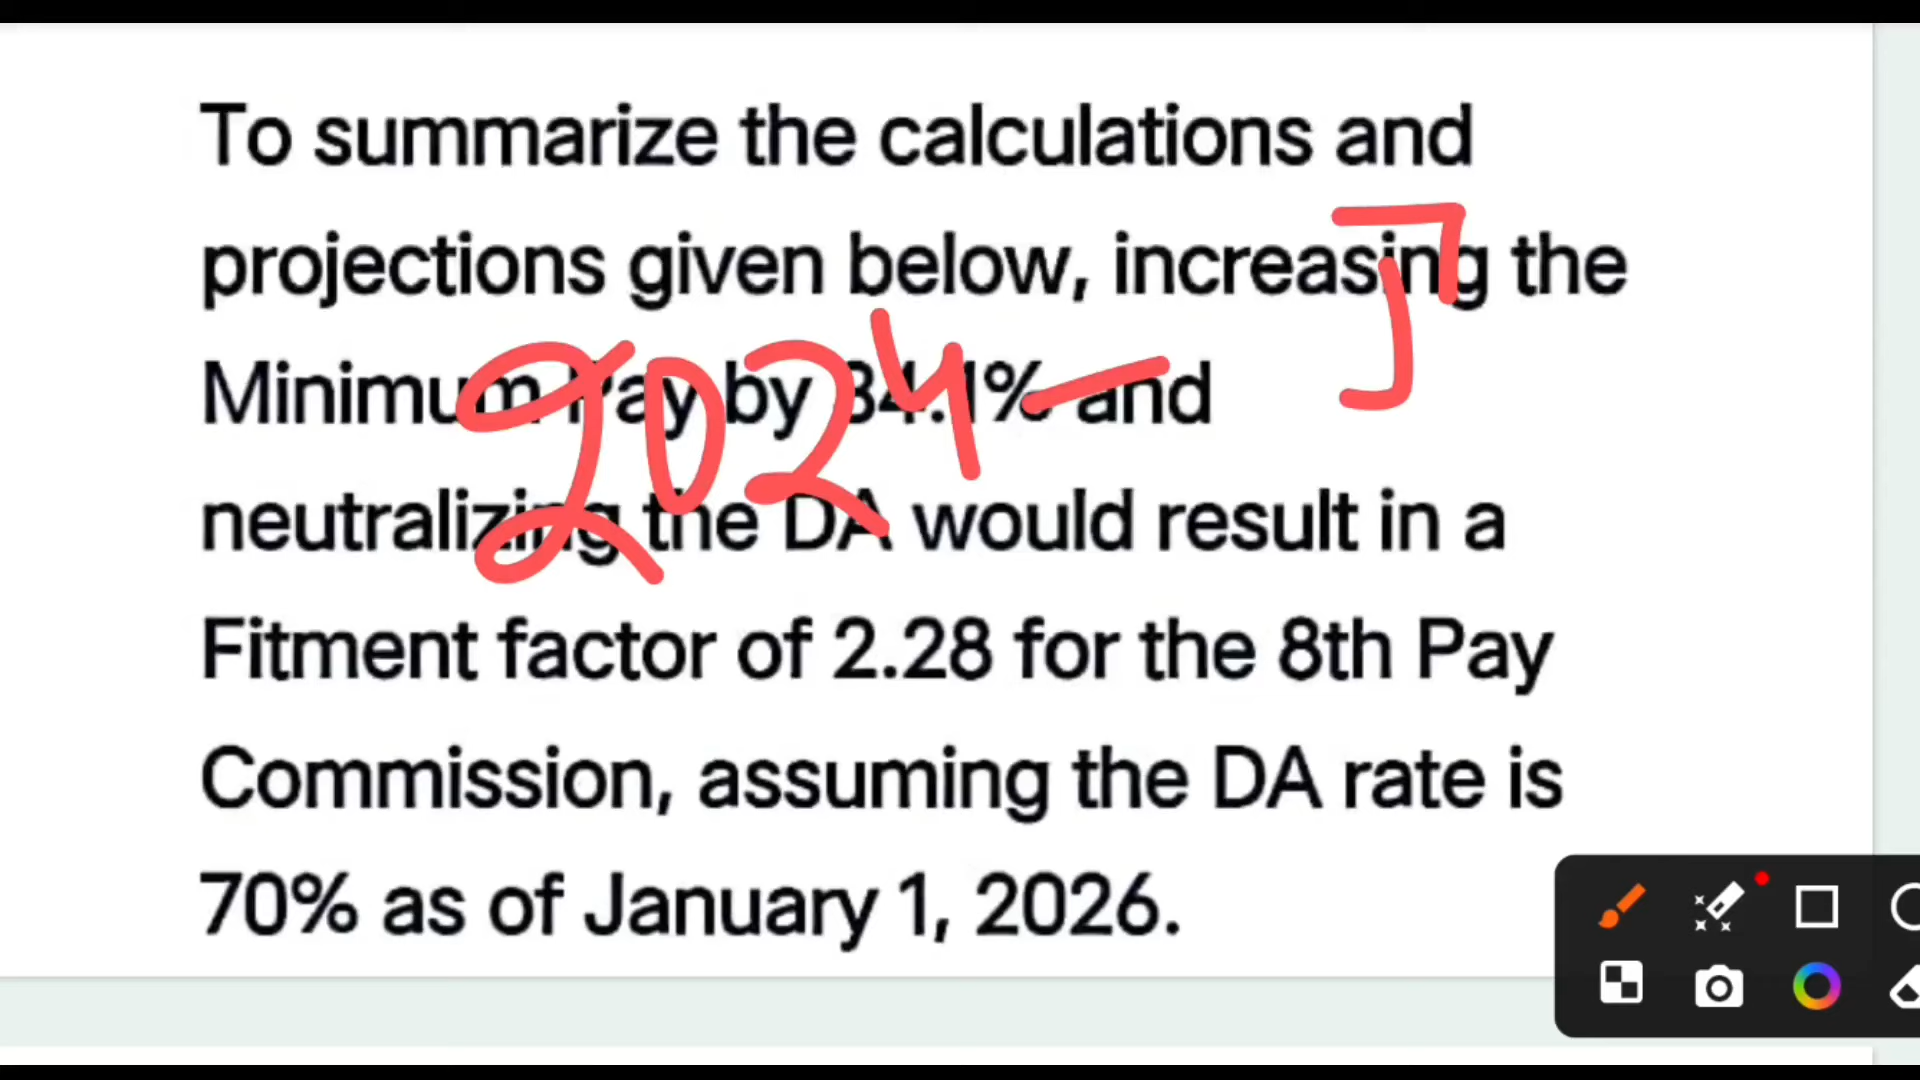 To summarize the calculations and
projections given below, increasing the
Minimum Pay by 34.1% and
neutralizing the DA would result in a
Fitment factor of 2.28 for the 8th Pay
Commission, assuming the DA rate is
70% as of January 1, 2026.
2024 -